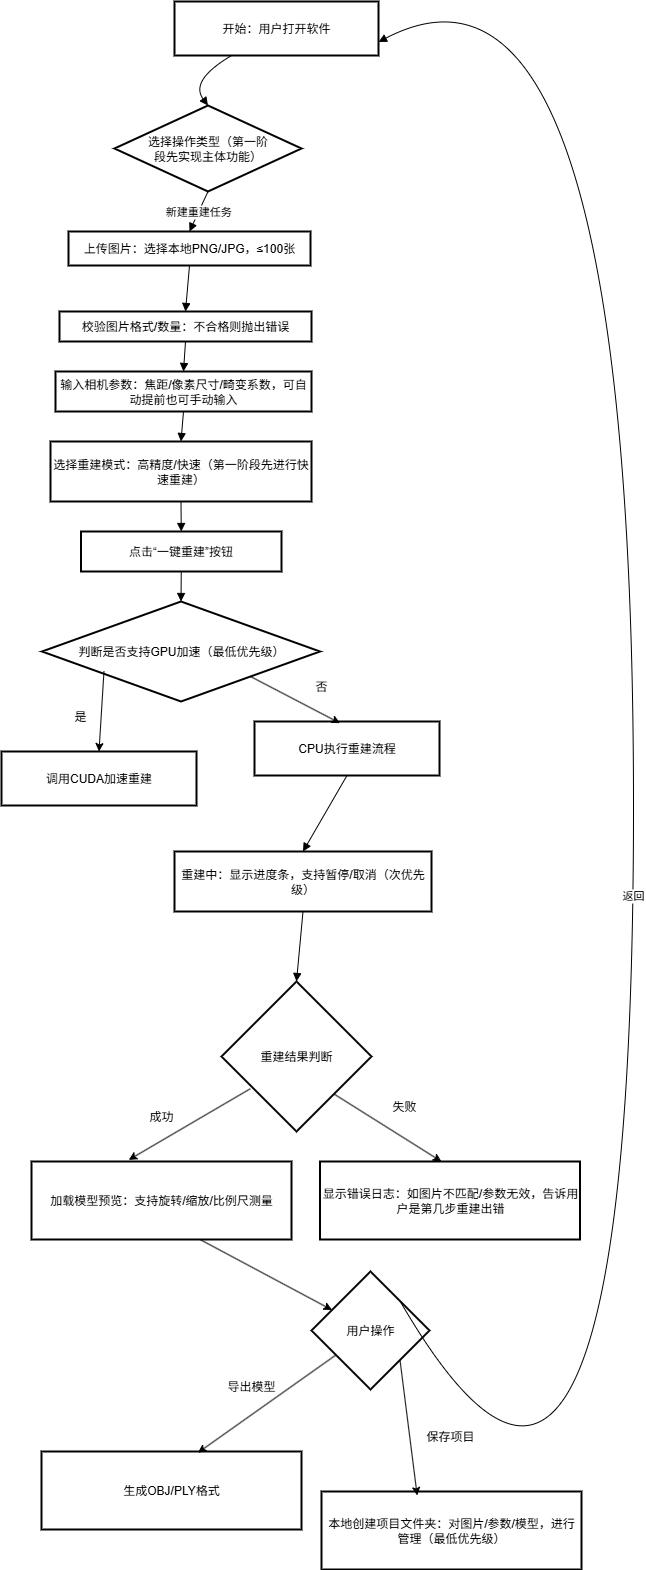 开始：用户打开软件
选择操作类型（第一阶
段先实现主体功能）
新建重建任务
上传图片：选择本地PNG/JPG，≤100张
校验图片格式/数量：不合格则抛出错误
输入相机参数：焦距/像素尺寸/畸变系数，可自
动提前也可手动输入
选择重建模式：高精度/快速（第一阶段先进行快
速重建）
点击“一键重建”按钮
判断是否支持GPU加速（最低优先级）
否
是
CPU执行重建流程
调用CUDA加速重建
重建中：显示进度条，支持暂停/取消（次优先
级）
返回
重建结果判断
成功
失败
加载模型预览：支持旋转/缩放/比例尺测量
显示错误日志：如图片不匹配/参数无效，告诉用
户是第几步重建出错
用户操作
导出模型
保存项目
生成OBJ/PLY格式
本地创建项目文件夹：对图片/参数/模型，进行
管理（最低优先级）